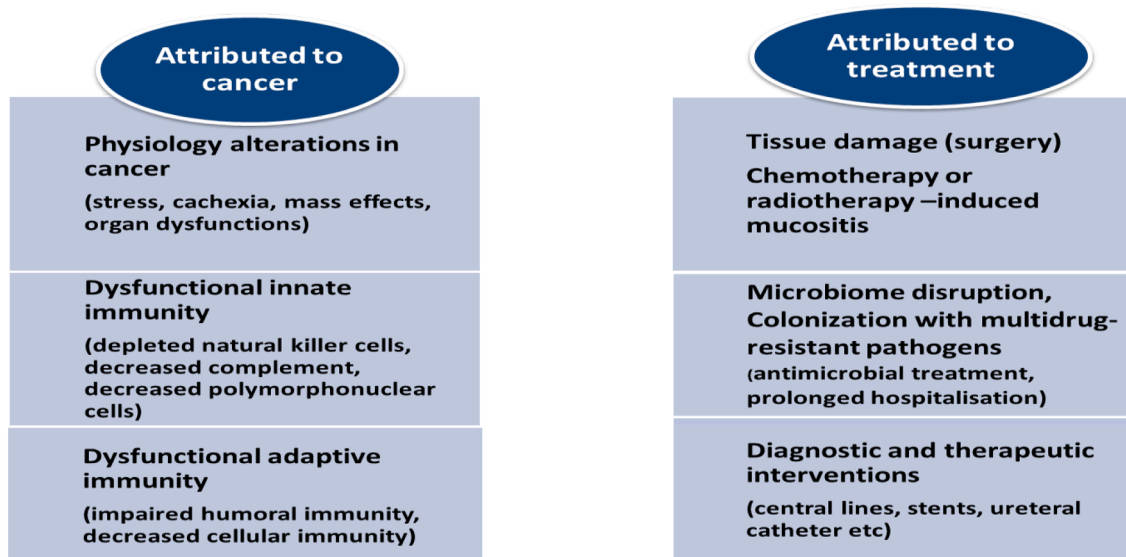 Attributed to
cancer
Physiology alterations in
cancer
(stress, cachexia, mass effects,
organ dysfunctions)
Dysfunctional innate
immunity
(depleted natural killer cells,
decreased complement,
decreased polymorphonuclear
cells)
Dysfunctional adaptive
immunity
(impaired humoral immunity,
decreased cellular immunity)
Attributed to
treatment
Tissue damage (surgery)
Chemotherapy or
radiotherapy –induced
mucositis
Microbiome disruption,
Colonization with multidrug-
resistant pathogens
(antimicrobial treatment,
prolonged hospitalisation)
Diagnostic and therapeutic
interventions
(central lines, stents, ureteral
catheter etc)